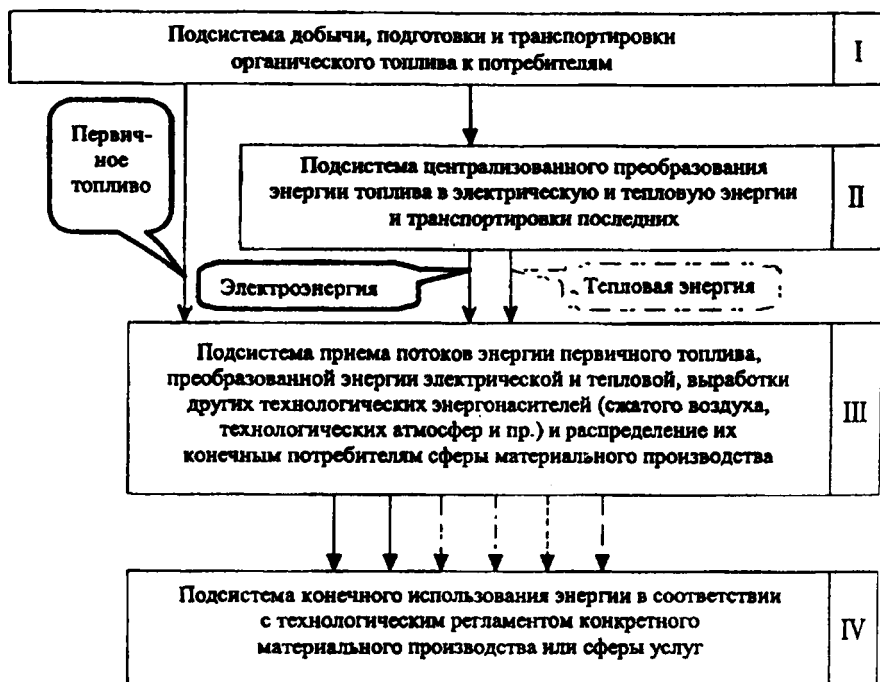 Подсистема добычи, подготовки и транспортировки
органического топлива к потребителям
I
Первич-
ное
топливо
Подсистема централизованного преобразования
энергии топлива в электрическую и тепловую энергии
и транспортировки последних
II
Электроэнергия
Тепловая энергия
Подсистема приема потоков энергии первичного топлива,
преобразованной энергии электрической и тепловой, выработки
других технологических энергонасителей (сжатого воздуха,
технологических атмосфер и пр.) и распределение их
конечным потребителям сферы материального производства
III
Подсистема конечного использования энергии в соответствии
с технологическим регламентом конкретного
материального производства или сферы услуг
IV